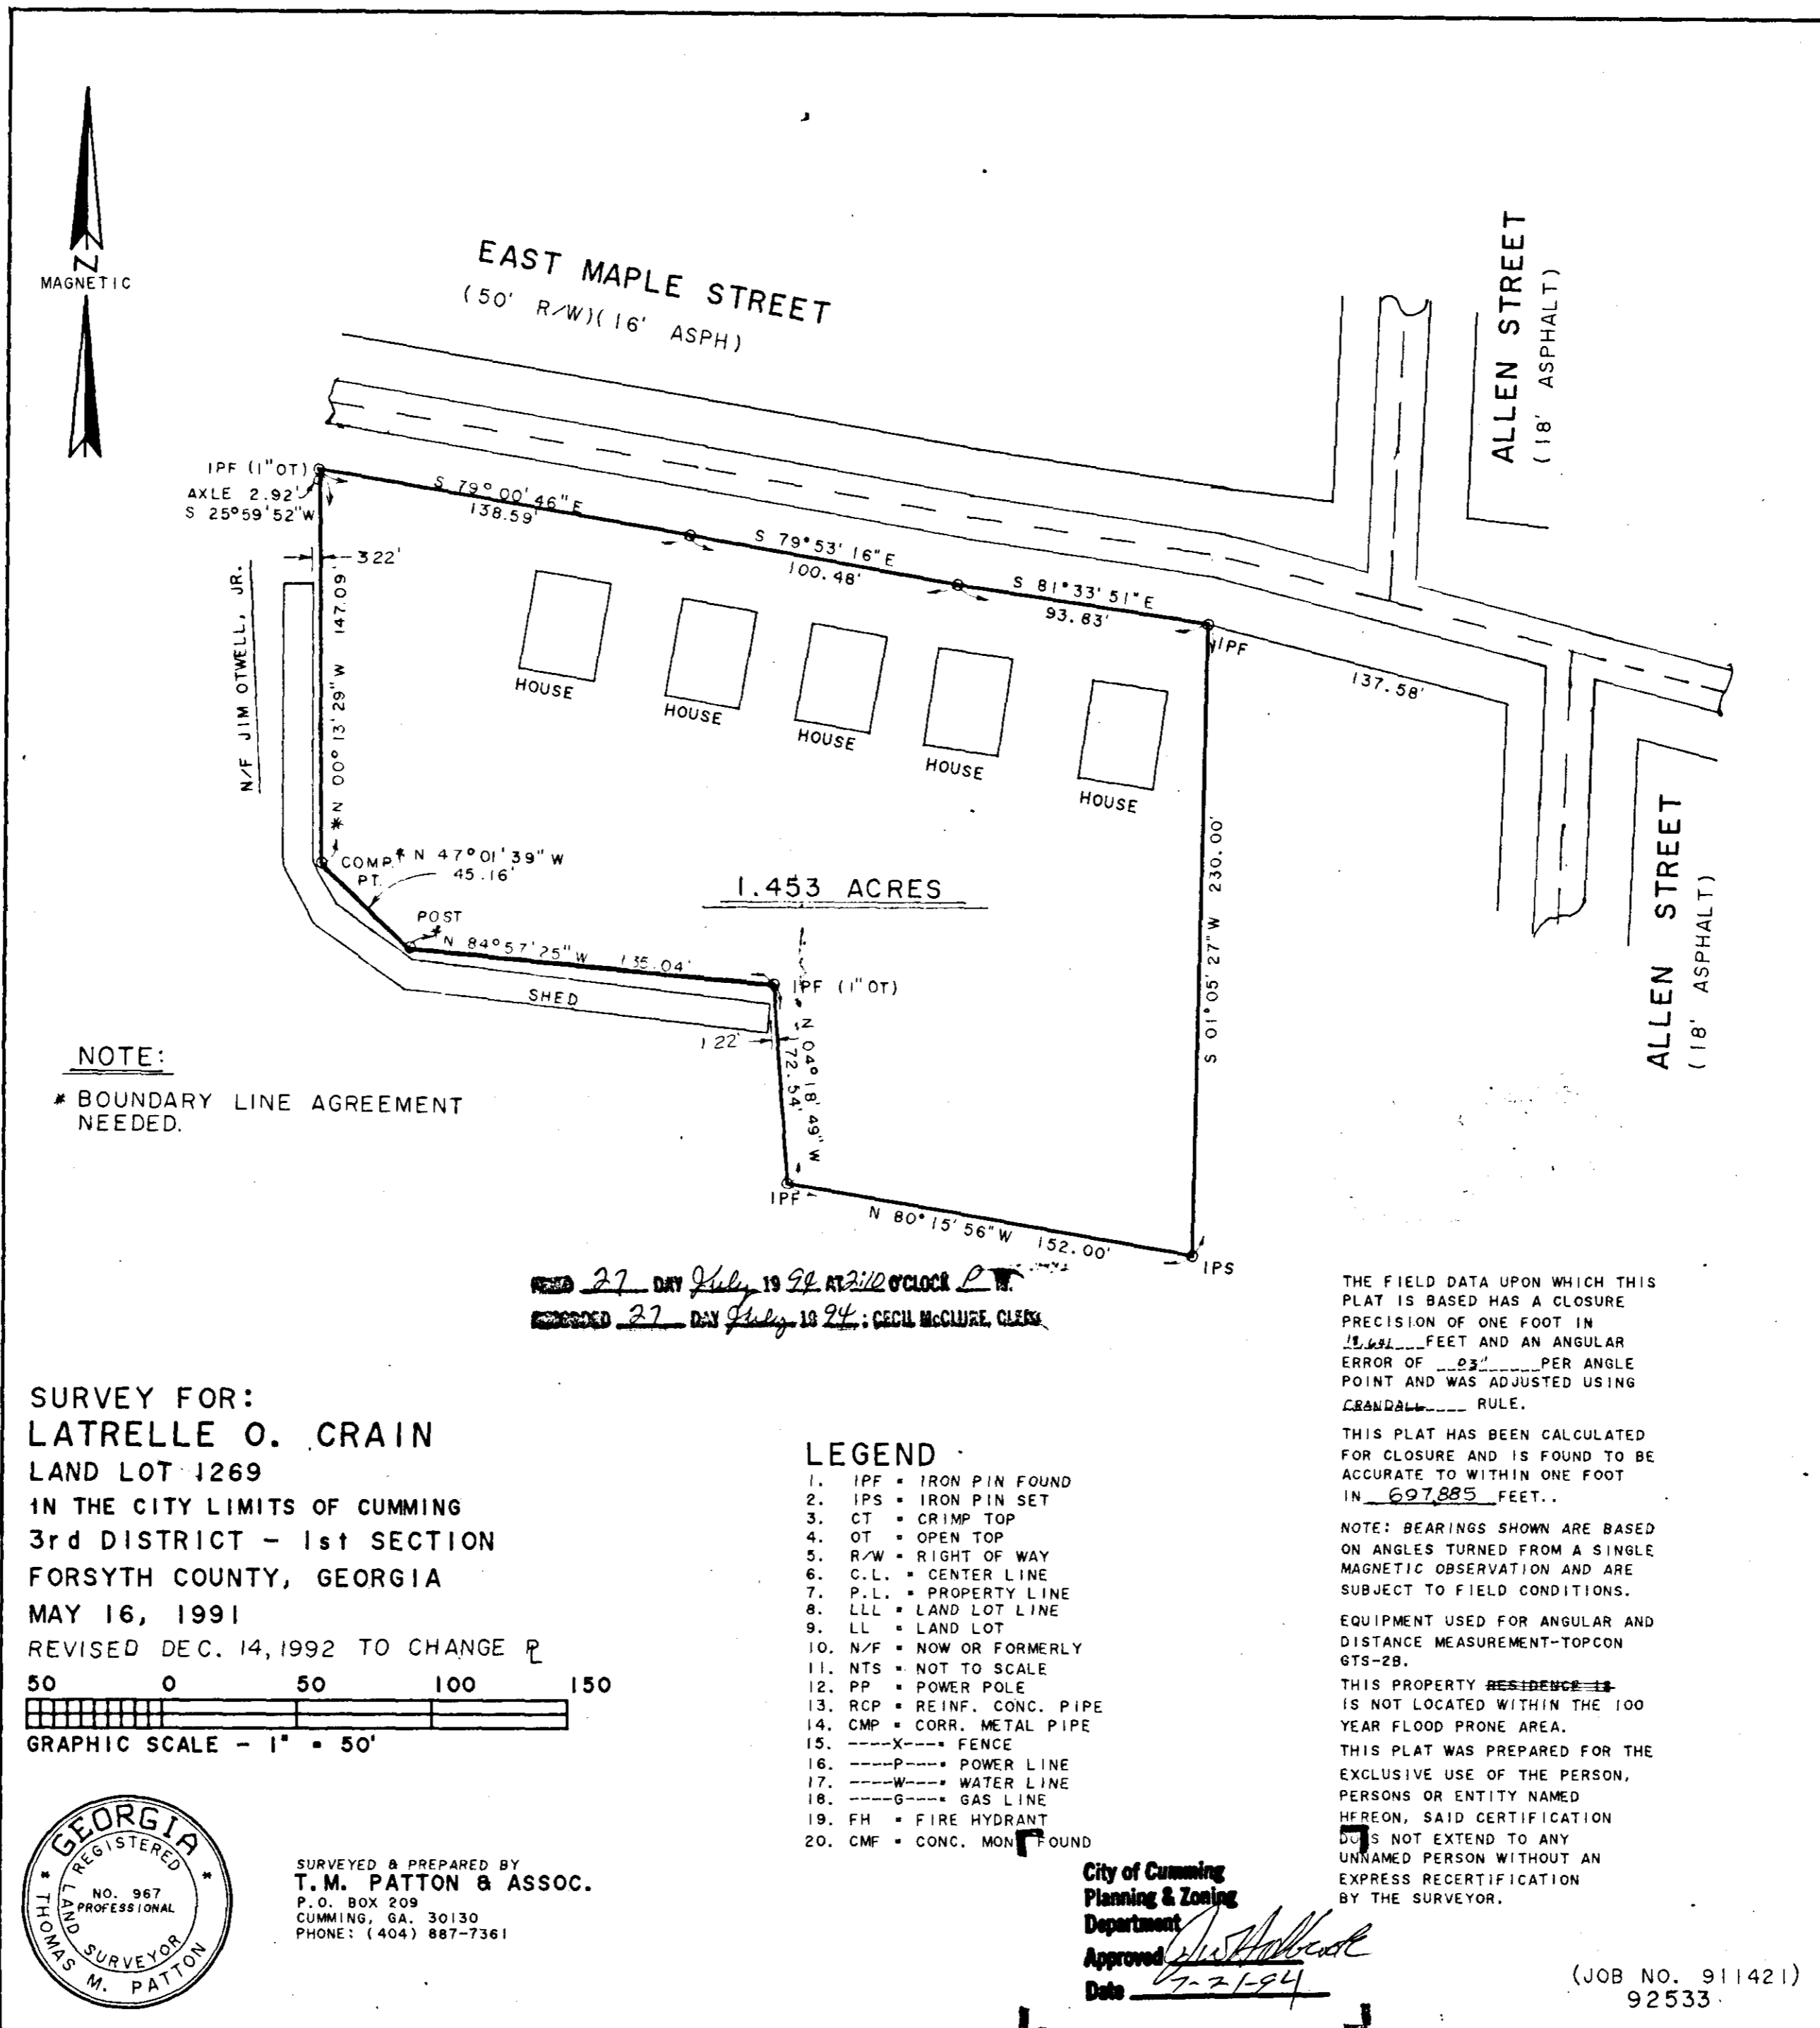 MAGNETIC
N
EAST MAPLE STREET
(50' R/W)(16' ASPH)
ALLEN STREET
(18' ASPHALT)
IPF (1"OT)
AXLE 2.92'
S 25°59'52"W
S 79°00'46"E
138.59'
S 79°53'16"E
100.48'
S 81°33'51"E
93.83'
IPF
137.58'
3.22'
N/F JIM OTWELL, JR.
* N 00°13'29"W 147.09'
HOUSE
HOUSE
HOUSE
HOUSE
HOUSE
COMP.
PT.
* N 47°01'39"W
45.16'
1.453 ACRES
POST
* N 84°57'25"W 135.04'
IPF (1"OT)
SHED
1.22'
* N 04°18'49"W
72.54'
S 01°05'27"W 230.00'
ALLEN STREET
(18' ASPHALT)
NOTE:
* BOUNDARY LINE AGREEMENT
NEEDED.
IPF
N 80°15'56"W 152.00'
IPS
27 DAY July 1994 AT 2:10 O'CLOCK P M.
RECORDED 27 DAY July 1994; CECIL McCLURE, CLERK
SURVEY FOR:
LATRELLE O. CRAIN
LAND LOT 1269
IN THE CITY LIMITS OF CUMMING
3rd DISTRICT - 1st SECTION
FORSYTH COUNTY, GEORGIA
MAY 16, 1991
REVISED DEC. 14, 1992 TO CHANGE PL
50 0 50 100 150
GRAPHIC SCALE - 1" = 50'
GEORGIA
REGISTERED
NO. 967
PROFESSIONAL
LAND SURVEYOR
* THOMAS M. PATTON *
SURVEYED & PREPARED BY
T.M. PATTON & ASSOC.
P.O. BOX 209
CUMMING, GA. 30130
PHONE: (404) 887-7361
LEGEND
1. IPF = IRON PIN FOUND
2. IPS = IRON PIN SET
3. CT = CRIMP TOP
4. OT = OPEN TOP
5. R/W = RIGHT OF WAY
6. C.L. = CENTER LINE
7. P.L. = PROPERTY LINE
8. LLL = LAND LOT LINE
9. LL = LAND LOT
10. N/F = NOW OR FORMERLY
11. NTS = NOT TO SCALE
12. PP = POWER POLE
13. RCP = REINF. CONC. PIPE
14. CMP = CORR. METAL PIPE
15. ----X---= FENCE
16. ----P---= POWER LINE
17. ----W---= WATER LINE
18. ----G---= GAS LINE
19. FH = FIRE HYDRANT
20. CMF = CONC. MON FOUND
City of Cumming
Planning & Zoning
Department
Approved
Date 7-21-94
THE FIELD DATA UPON WHICH THIS
PLAT IS BASED HAS A CLOSURE
PRECISION OF ONE FOOT IN
FEET AND AN ANGULAR
ERROR OF 03" PER ANGLE
POINT AND WAS ADJUSTED USING
CRANDALL RULE.
THIS PLAT HAS BEEN CALCULATED
FOR CLOSURE AND IS FOUND TO BE
ACCURATE TO WITHIN ONE FOOT
IN 697,885 FEET..
NOTE: BEARINGS SHOWN ARE BASED
ON ANGLES TURNED FROM A SINGLE
MAGNETIC OBSERVATION AND ARE
SUBJECT TO FIELD CONDITIONS.
EQUIPMENT USED FOR ANGULAR AND
DISTANCE MEASUREMENT-TOPCON
GTS-2B.
THIS PROPERTY RESIDENCE IS
IS NOT LOCATED WITHIN THE 100
YEAR FLOOD PRONE AREA.
THIS PLAT WAS PREPARED FOR THE
EXCLUSIVE USE OF THE PERSON,
PERSONS OR ENTITY NAMED
HEREON, SAID CERTIFICATION
DOES NOT EXTEND TO ANY
UNNAMED PERSON WITHOUT AN
EXPRESS RECERTIFICATION
BY THE SURVEYOR.
(JOB NO. 911421)
92533